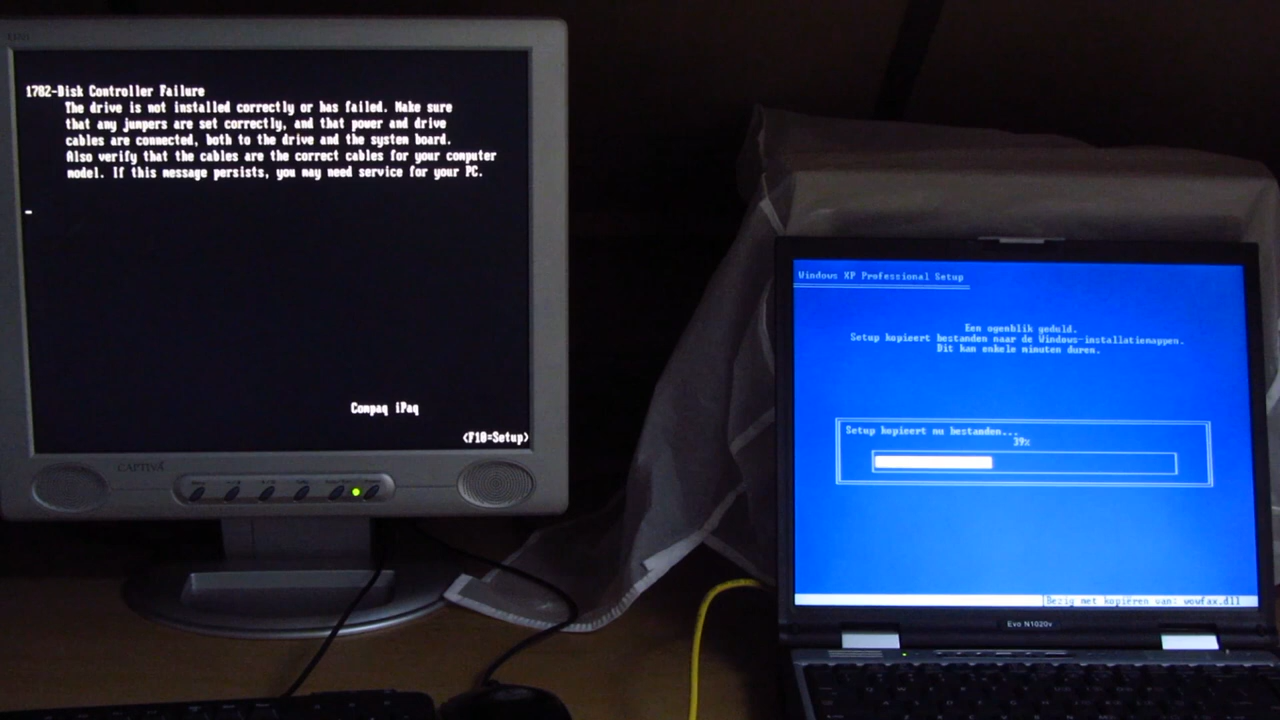 1782-Disk Controller Failure
The drive is not installed correctly or has failed. Make sure
that any jumpers are set correctly, and that power and drive
cables are connected, both to the drive and the system board.
Also verify that the cables are the correct cables for your computer
model. If this message persists, you may need service for your PC.
Compaq iPaq
<F10=Setup>
CAPTIVA
Windows XP Professional Setup
Een ogenblik geduld.
Setup kopieert bestanden naar de Windows-installatiemappen.
Dit kan enkele minuten duren.
Setup kopieert nu bestanden...
39%
Bezig met kopiëren van: wowfax.dll
Evo N1020v